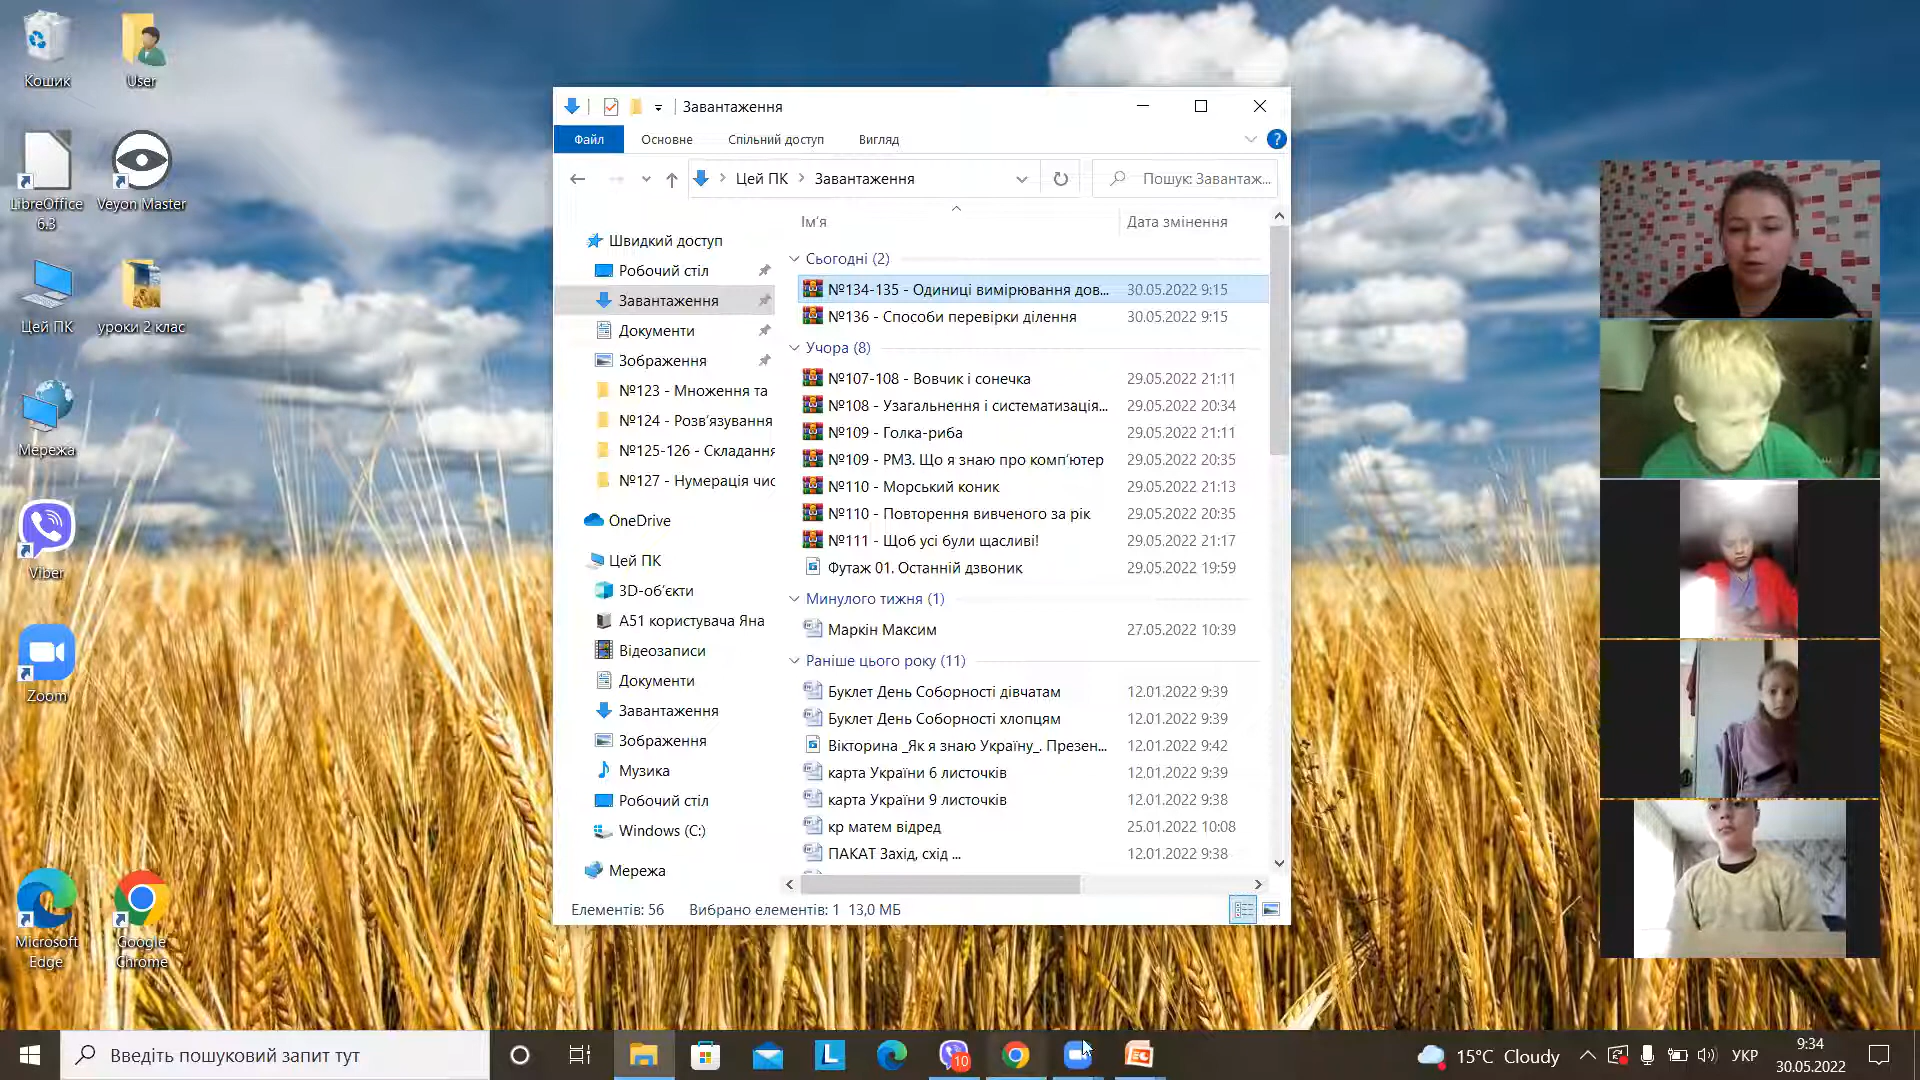 Кошик
User
LibreOffice
6.3
Veyon Master
Цей ПК
уроки 2 клас
Мережа
Viber
Zoom
Microsoft
Edge
Google
Chrome
Завантаження
Файл
Основне
Спільний доступ
Вигляд
Цей ПК
Завантаження
Пошук: Завантаж...
Швидкий доступ
Робочий стіл
Завантаження
Документи
Зображення
№123 - Множення та
№124 - Розв'язування
№125-126 - Складання
№127 - Нумерація чис
OneDrive
Цей ПК
3D-об'єкти
A51 користувача Яна
Відеозаписи
Документи
Завантаження
Зображення
Музика
Робочий стіл
Windows (C:)
Мережа
Ім'я
Дата змінення
Сьогодні (2)
№134-135 - Одиниці вимірювання дов... 30.05.2022 9:15
№136 - Способи перевірки ділення 30.05.2022 9:15
Учора (8)
№107-108 - Вовчик і сонечка 29.05.2022 21:11
№108 - Узагальнення і систематизація... 29.05.2022 20:34
№109 - Голка-риба 29.05.2022 21:11
№109 - РМЗ. Що я знаю про комп'ютер 29.05.2022 20:35
№110 - Морський коник 29.05.2022 21:13
№110 - Повторення вивченого за рік 29.05.2022 20:35
№111 - Щоб усі були щасливі! 29.05.2022 21:17
Футаж 01. Останній дзвоник 29.05.2022 19:59
Минулого тижня (1)
Маркін Максим 27.05.2022 10:39
Раніше цього року (11)
Буклет День Соборності дівчатам 12.01.2022 9:39
Буклет День Соборності хлопцям 12.01.2022 9:39
Вікторина _Як я знаю Україну_. Презен... 12.01.2022 9:42
карта України 6 листочків 12.01.2022 9:39
карта України 9 листочків 12.01.2022 9:38
кр матем відред 25.01.2022 10:08
ПАКАТ Захід, схід ... 12.01.2022 9:38
Елементів: 56 Вибрано елементів: 1 13,0 МБ
Введіть пошуковий запит тут
10
15°C Cloudy
УКР
9:34
30.05.2022